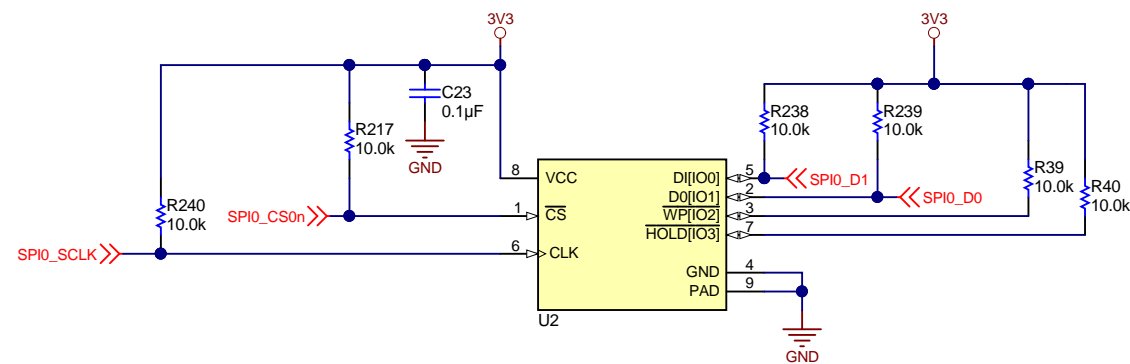 3V3
3V3
C23
0.1µF
GND
R217
10.0k
R240
10.0k
SPI0_CS0n
SPI0_SCLK
R238
10.0k
R239
10.0k
R39
10.0k
R40
10.0k
SPI0_D1
SPI0_D0
8
VCC
1
CS
6
CLK
DI[IO0]
5
D0[IO1]
2
WP[IO2]
3
HOLD[IO3]
7
GND
4
PAD
9
U2
GND